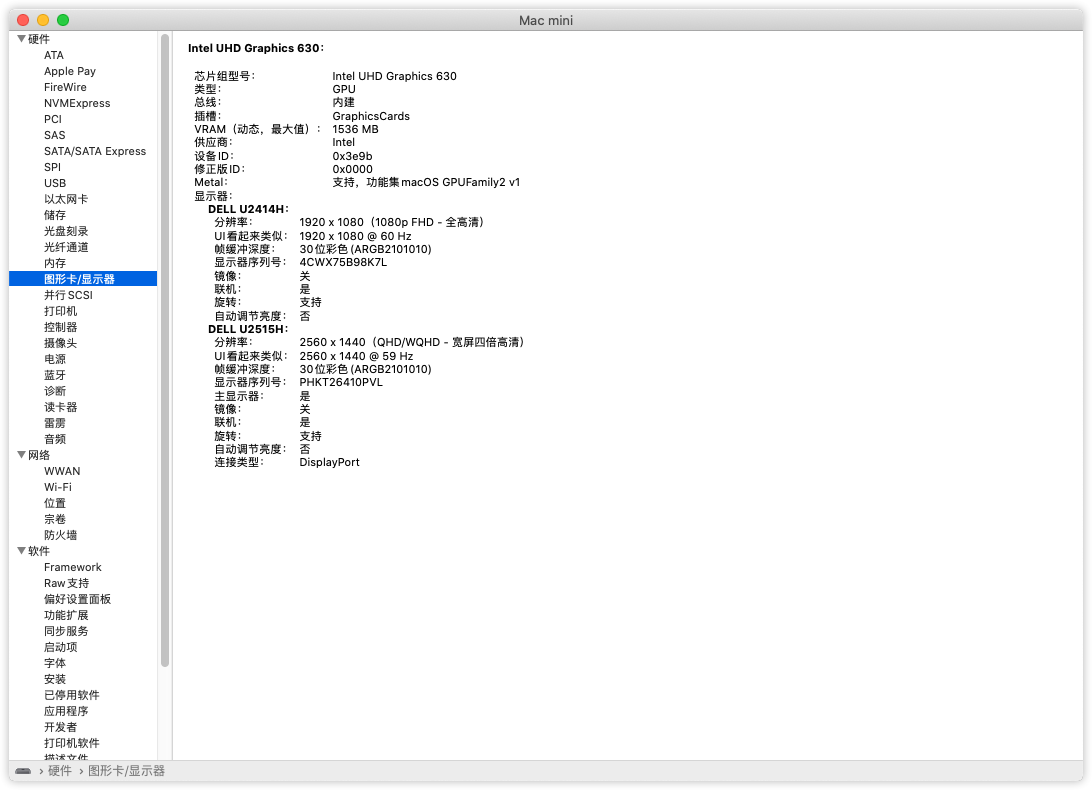 Mac mini
硬件
ATA
Apple Pay
FireWire
NVMExpress
PCI
SAS
SATA/SATA Express
SPI
USB
以太网卡
储存
光盘刻录
光纤通道
内存
图形卡/显示器
并行SCSI
打印机
控制器
摄像头
电源
蓝牙
诊断
读卡器
雷雳
音频
网络
WWAN
Wi-Fi
位置
宗卷
防火墙
软件
Framework
Raw支持
偏好设置面板
功能扩展
同步服务
启动项
字体
安装
已停用软件
应用程序
开发者
打印机软件
描述文件
Intel UHD Graphics 630：
芯片组型号： Intel UHD Graphics 630
类型： GPU
总线： 内建
插槽： GraphicsCards
VRAM（动态，最大值）： 1536 MB
供应商： Intel
设备ID： 0x3e9b
修正版ID： 0x0000
Metal： 支持，功能集macOS GPUFamily2 v1
显示器：
DELL U2414H：
分辨率： 1920 x 1080（1080p FHD - 全高清）
UI看起来类似： 1920 x 1080 @ 60 Hz
帧缓冲深度： 30位彩色(ARGB2101010)
显示器序列号： 4CWX75B98K7L
镜像： 关
联机： 是
旋转： 支持
自动调节亮度： 否
DELL U2515H：
分辨率： 2560 x 1440（QHD/WQHD - 宽屏四倍高清）
UI看起来类似： 2560 x 1440 @ 59 Hz
帧缓冲深度： 30位彩色(ARGB2101010)
显示器序列号： PHKT26410PVL
主显示器： 是
镜像： 关
联机： 是
旋转： 支持
自动调节亮度： 否
连接类型： DisplayPort
› 硬件 › 图形卡/显示器